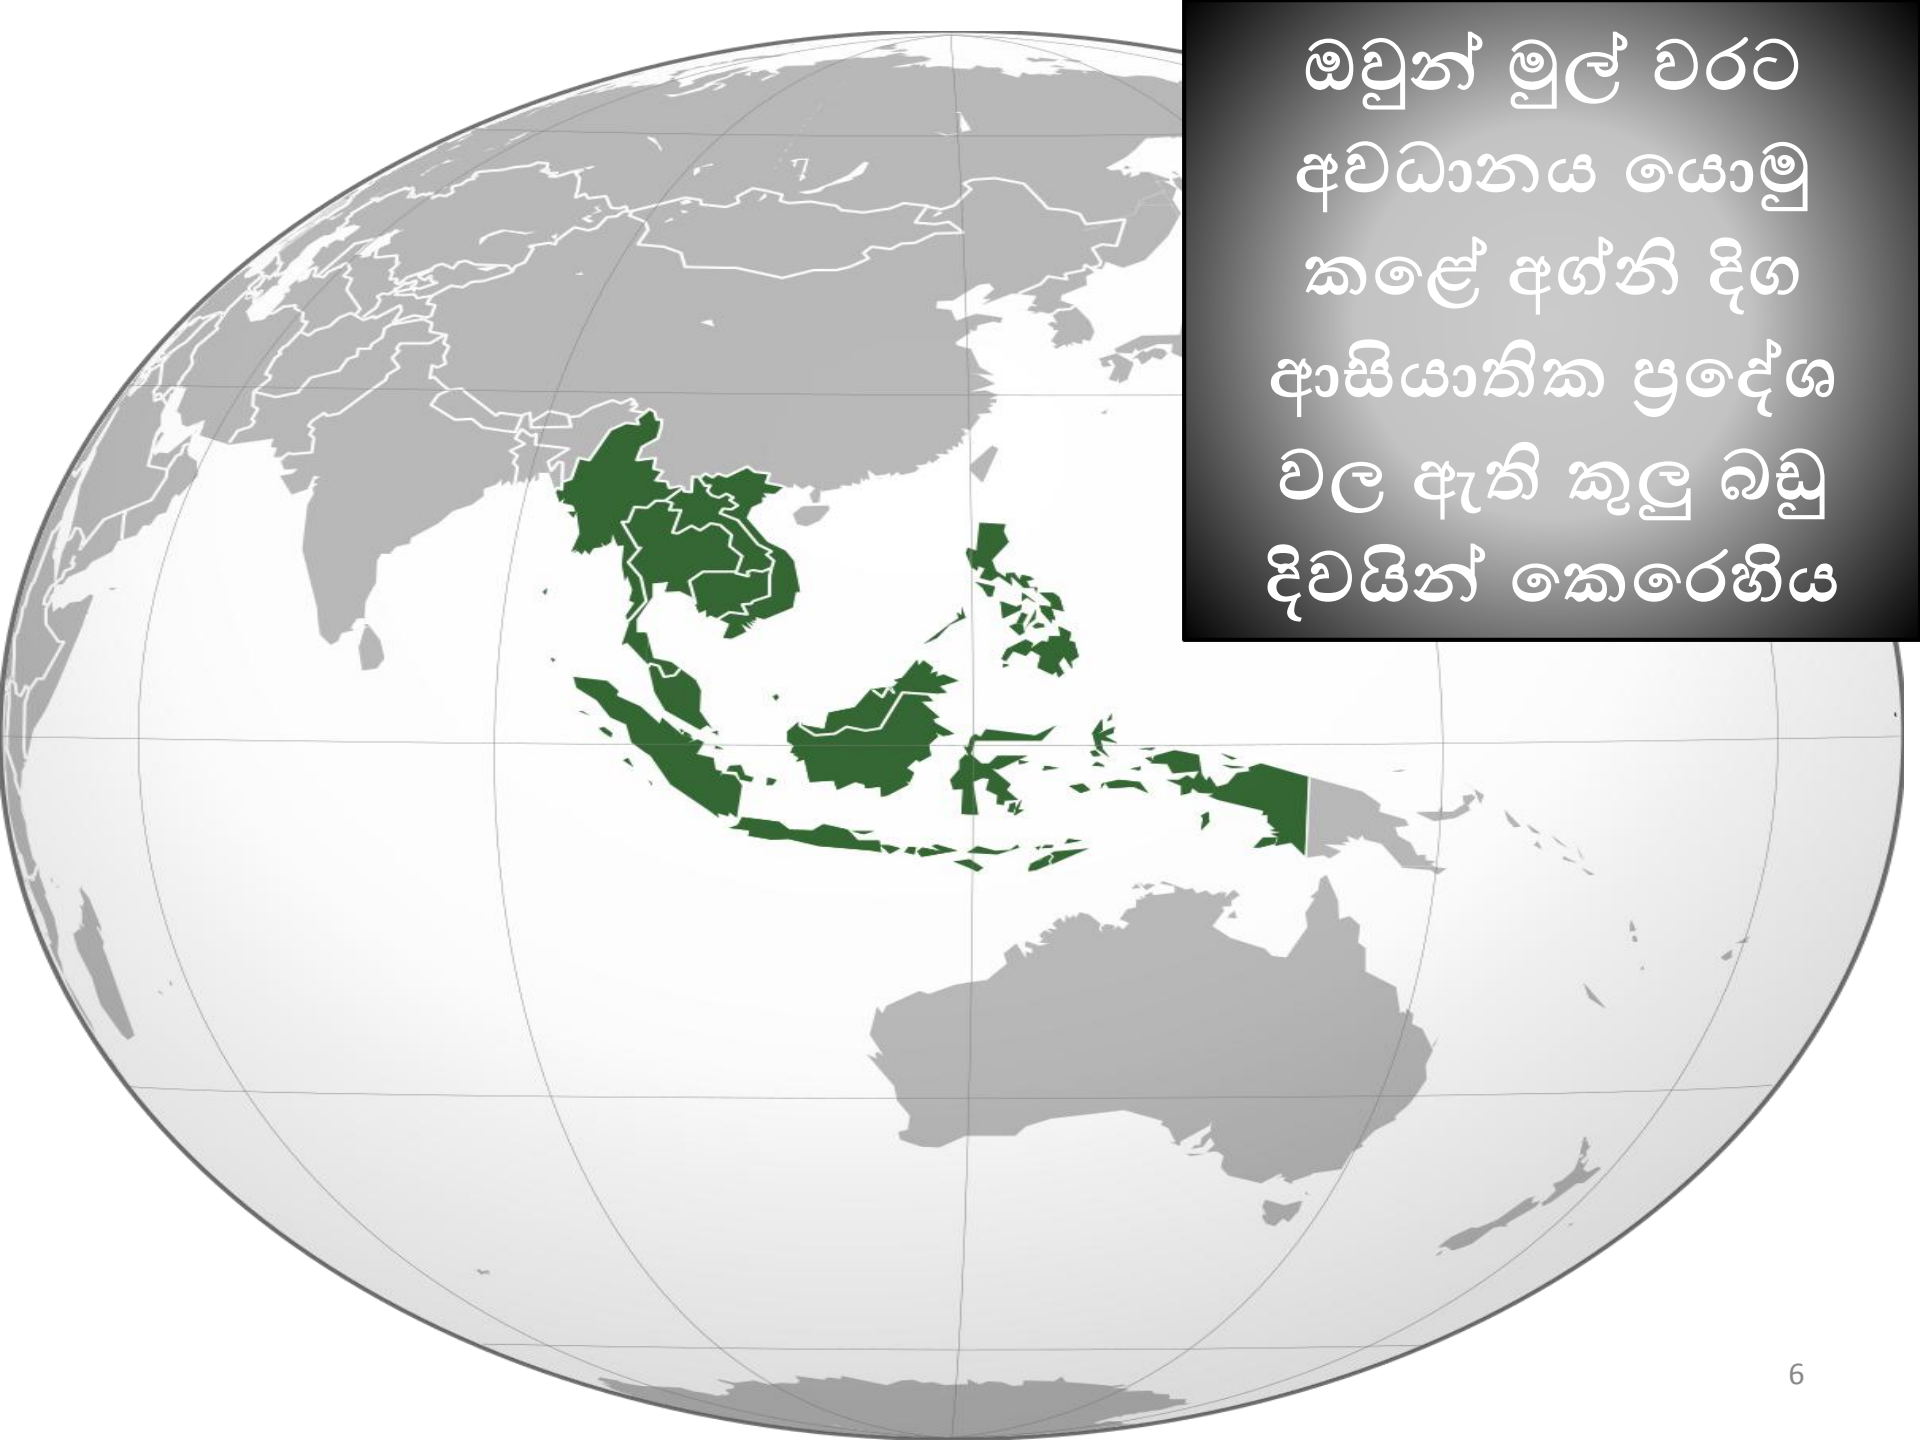 ඔවුන් මුල් වරට
අවධානය යොමු
කළේ අග්නි දිග
ආසියාතික ප්‍රදේශ
වල ඇති කුලු බඩු
දිවයින් කෙරෙහිය
6